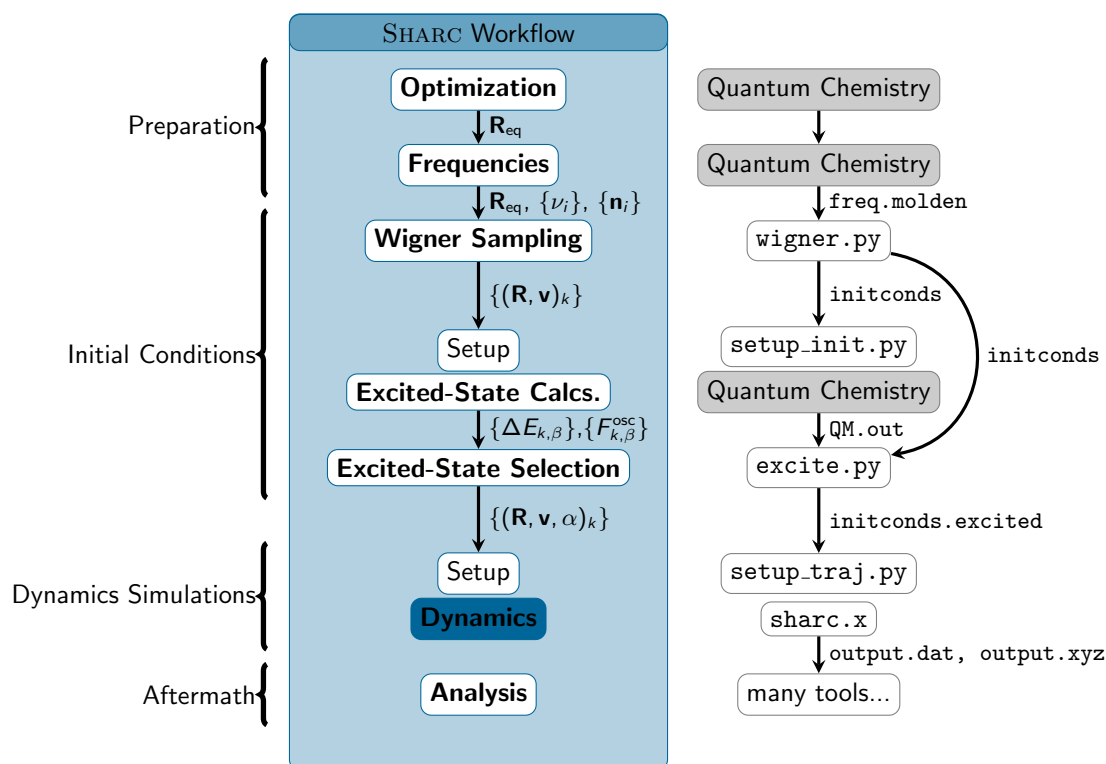 SHARC Workflow
Preparation
Optimization
R_eq
Frequencies
R_eq, {ν_i}, {n_i}
Initial Conditions
Wigner Sampling
{(R, v)_k}
Setup
Excited-State Calcs.
{ΔE_{k,β}},{F^{osc}_{k,β}}
Excited-State Selection
{(R, v, α)_k}
Dynamics Simulations
Setup
Dynamics
Aftermath
Analysis
Quantum Chemistry
Quantum Chemistry
freq.molden
wigner.py
initconds
initconds
setup_init.py
Quantum Chemistry
QM.out
excite.py
initconds.excited
setup_traj.py
sharc.x
output.dat, output.xyz
many tools...